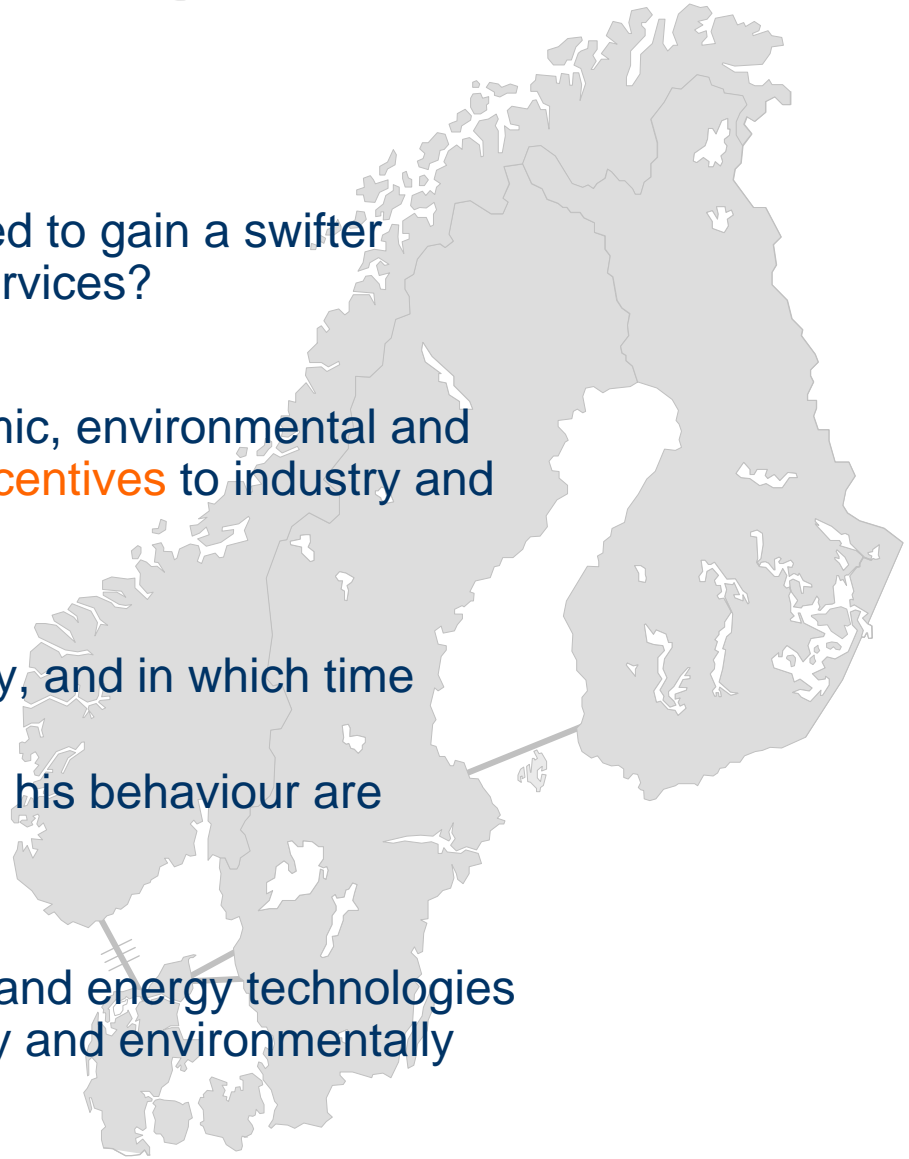 ed to gain a swifter
rvices?
nic, environmental and
centives to industry and
y, and in which time
his behaviour are
and energy technologies
y and environmentally